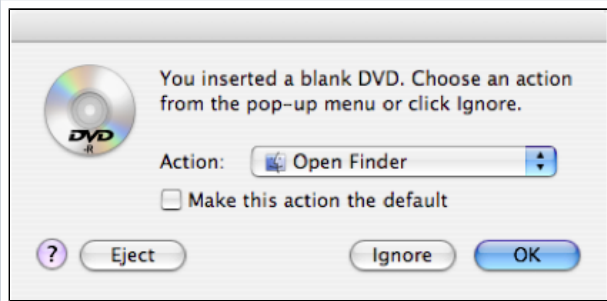 You inserted a blank DVD. Choose an action
from the pop-up menu or click Ignore.
DVD
-R
Action: Open Finder
Make this action the default
? Eject Ignore OK